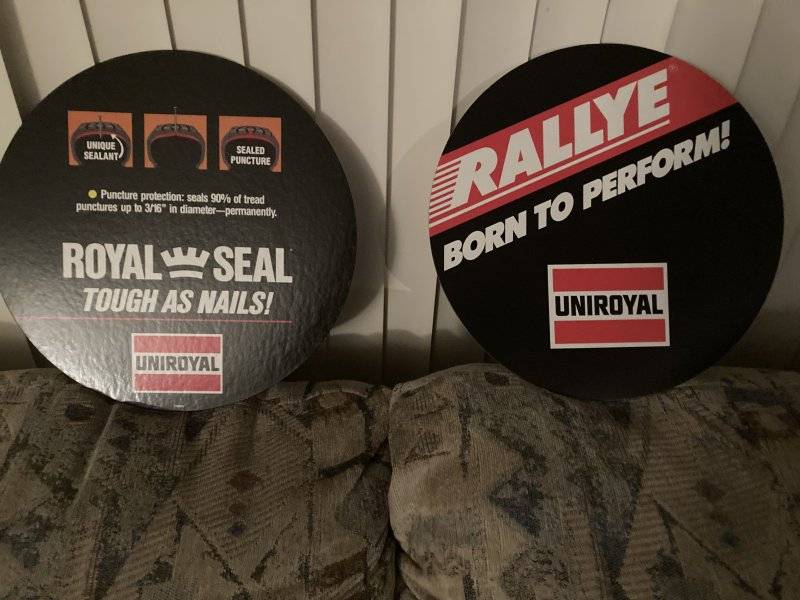 UNIQUE
SEALANT
SEALED
PUNCTURE
Puncture protection: seals 90% of tread
punctures up to 3/16" in diameter—permanently.
ROYAL SEAL
TOUGH AS NAILS!
UNIROYAL
RALLYE®
BORN TO PERFORM!
UNIROYAL